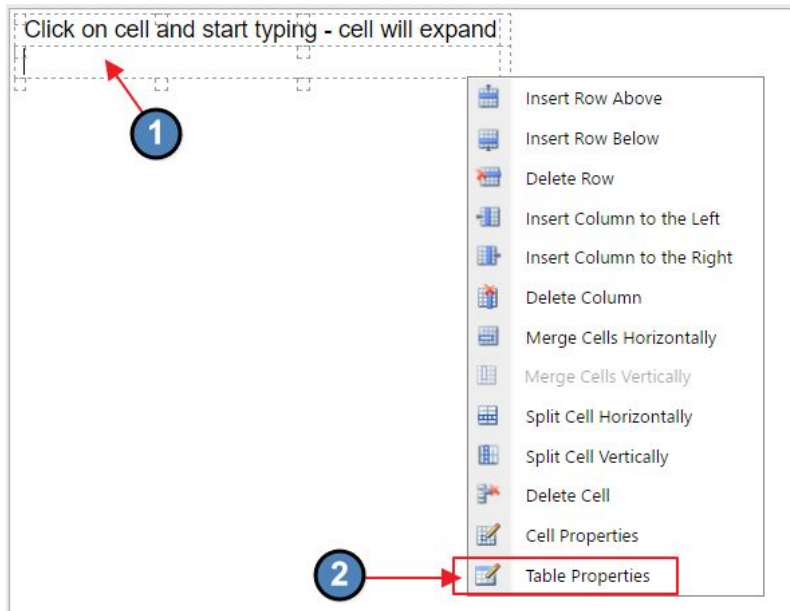 Click on cell and start typing - cell will expand
1
Insert Row Above
Insert Row Below
Delete Row
Insert Column to the Left
Insert Column to the Right
Delete Column
Merge Cells Horizontally
Merge Cells Vertically
Split Cell Horizontally
Split Cell Vertically
Delete Cell
Cell Properties
2
Table Properties